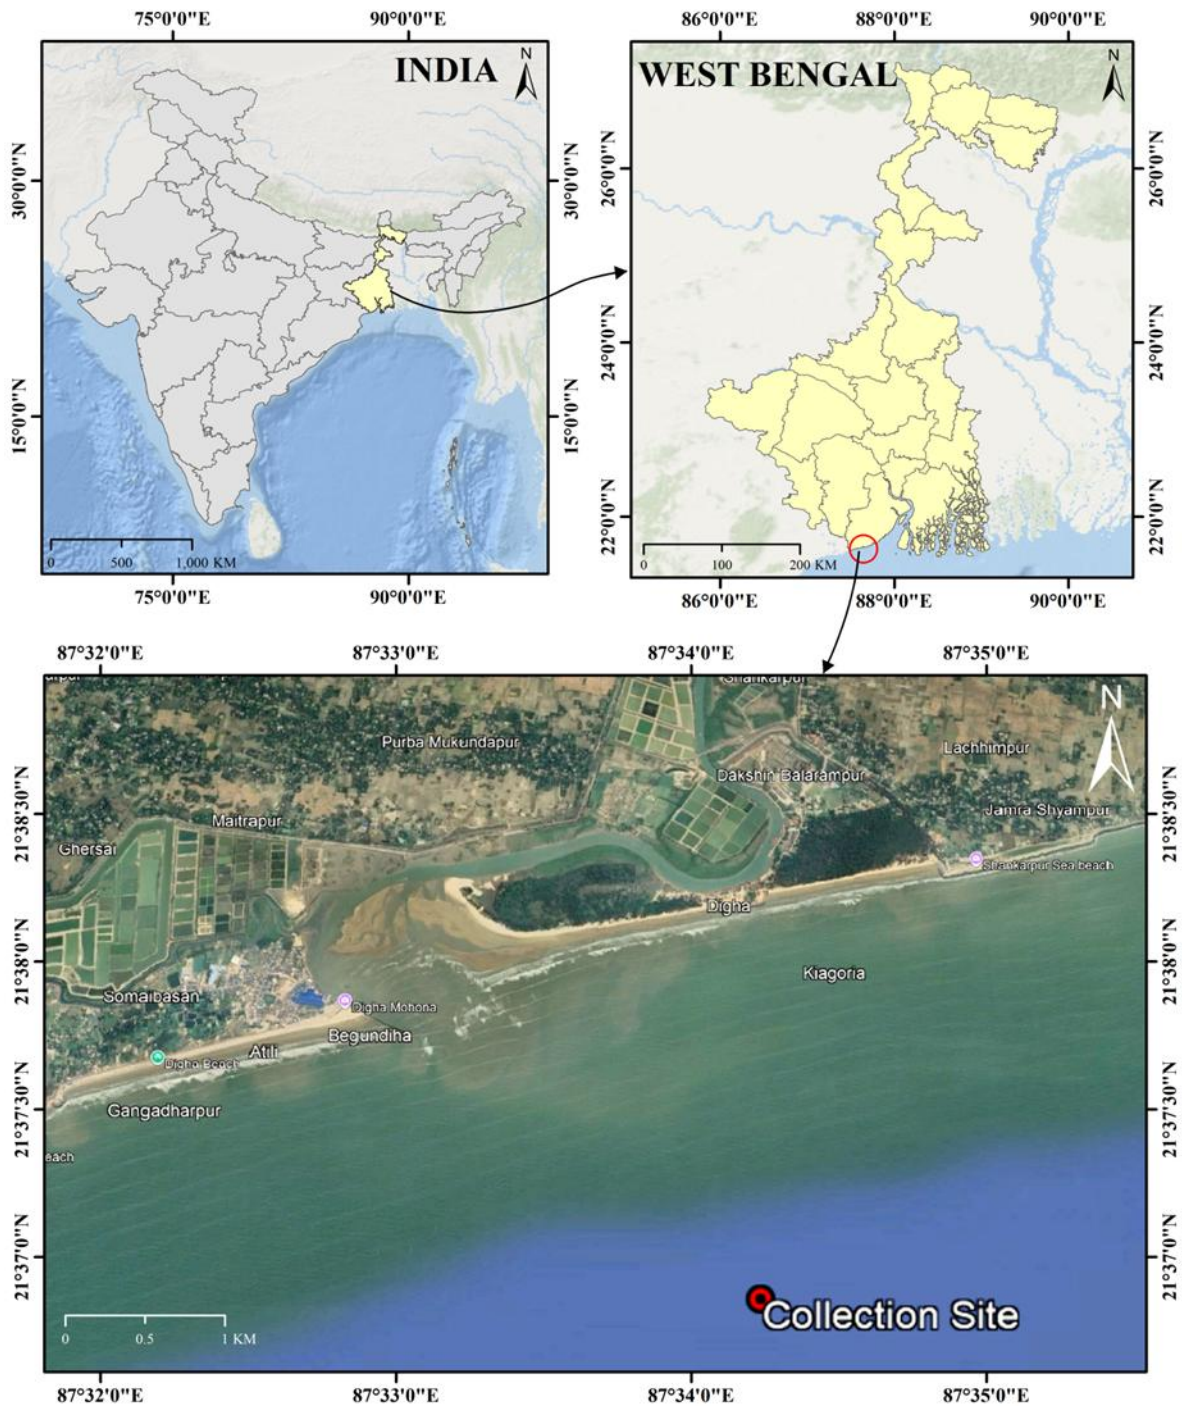 75°0'0"E 90°0'0"E
86°0'0"E 88°0'0"E 90°0'0"E
INDIA
N
WEST BENGAL
N
30°0'0"N
30°0'0"N
26°0'0"N
26°0'0"N
24°0'0"N
24°0'0"N
15°0'0"N
15°0'0"N
22°0'0"N
22°0'0"N
0 500 1,000 KM
0 100 200 KM
75°0'0"E 90°0'0"E
86°0'0"E 88°0'0"E 90°0'0"E
87°32'0"E 87°33'0"E 87°34'0"E 87°35'0"E
Shankarpur
N
Purba Mukundapur
Lachhimpur
Dakshin Balarampur
21°38'30"N
21°38'30"N
Jamra Shyampur
Maitrapur
Ghersai
Shankarpur Sea beach
Digha
21°38'0"N
21°38'0"N
Kiagoria
Somaibasan
Digha Mohona
Begundiha
Atili
Digha Beach
Gangadharpur
21°37'30"N
21°37'30"N
each
21°37'0"N
21°37'0"N
Collection Site
0 0.5 1 KM
87°32'0"E 87°33'0"E 87°34'0"E 87°35'0"E